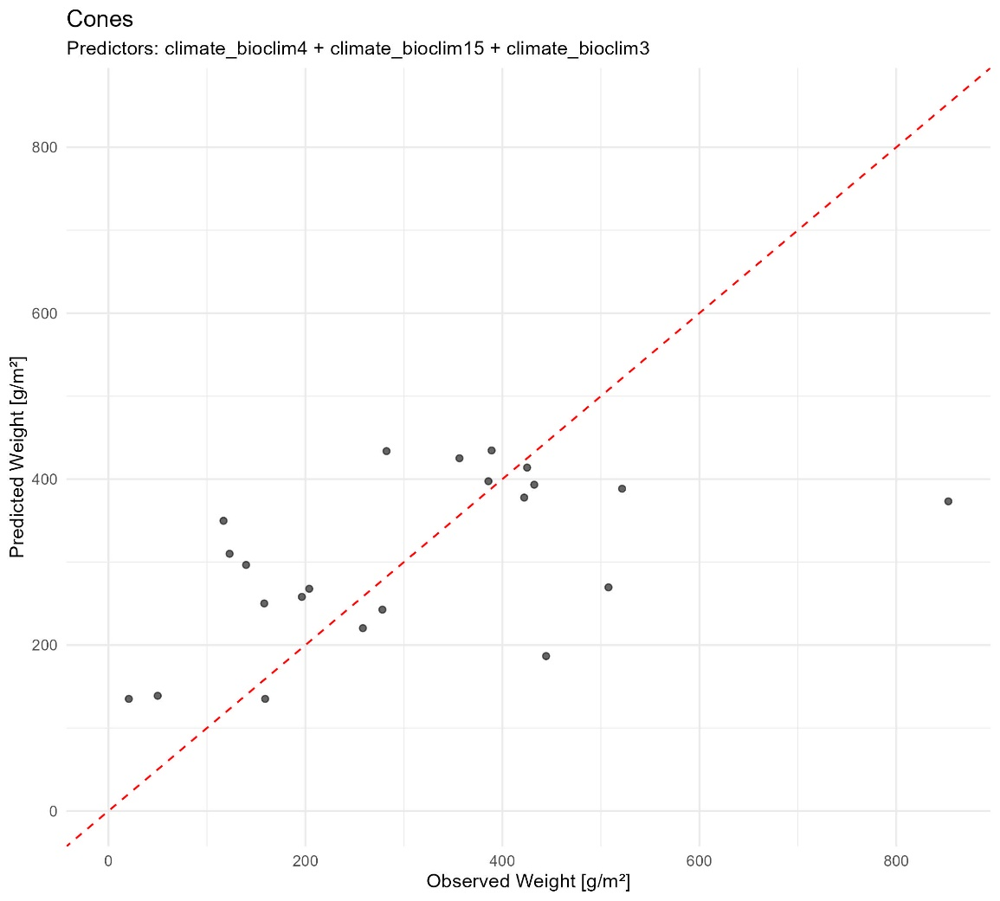 Cones
Predictors: climate_bioclim4 + climate_bioclim15 + climate_bioclim3
Predicted Weight [g/m²]
800
600
400
200
0
0 200 400 600 800
Observed Weight [g/m²]